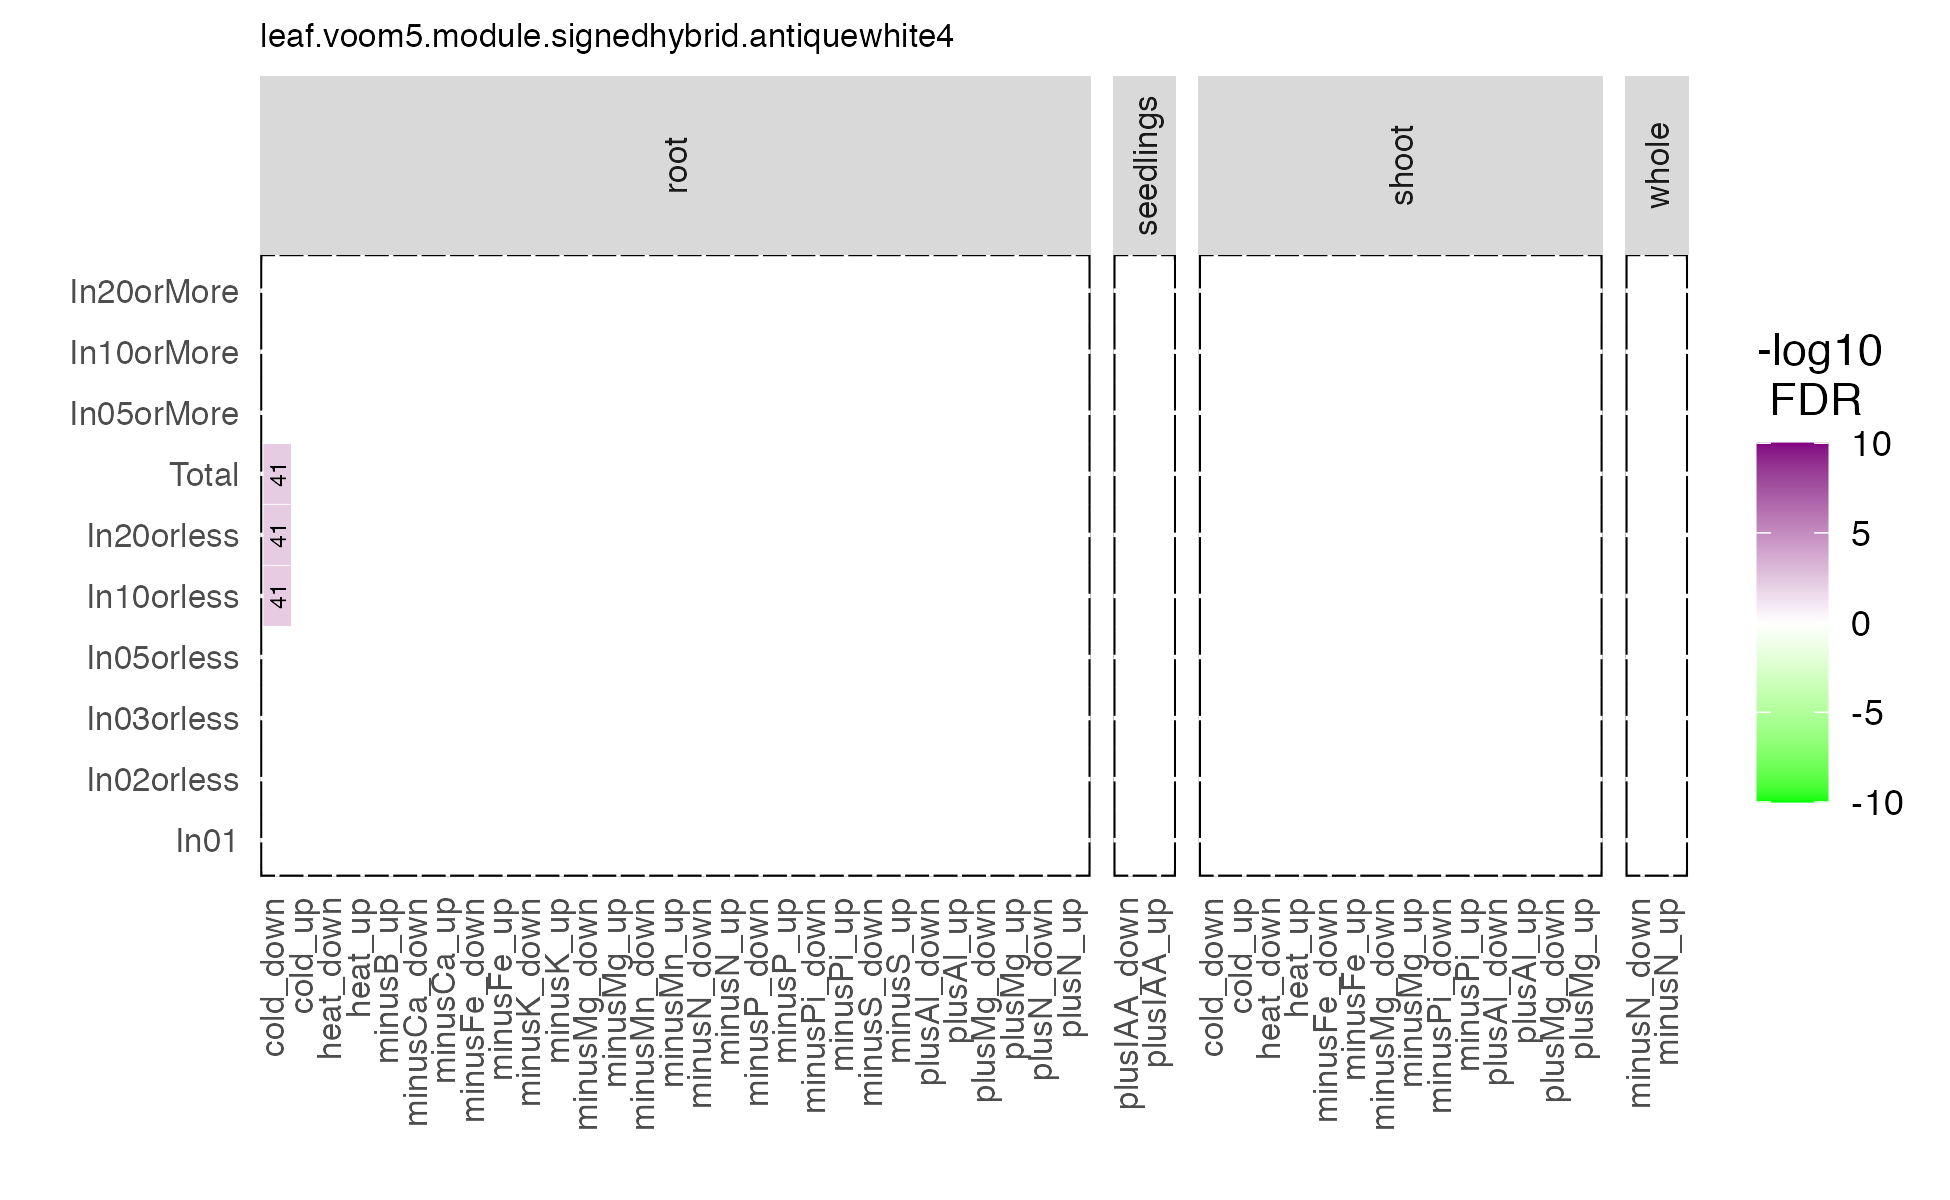 leaf.voom5.module.signedhybrid.antiquewhite4
root
seedlings
shoot
whole
In20orMore
In10orMore
In05orMore
Total
In20orless
In10orless
In05orless
In03orless
In02orless
In01
41
41
41
cold_down
cold_up
heat_down
heat_up
minusB_up
minusCa_down
minusCa_up
minusFe_down
minusFe_up
minusK_down
minusK_up
minusMg_down
minusMg_up
minusMn_down
minusMn_up
minusN_down
minusN_up
minusP_down
minusP_up
minusPi_down
minusPi_up
minusS_down
minusS_up
plusAl_down
plusAl_up
plusMg_down
plusMg_up
plusN_down
plusN_up
plusIAA_down
plusIAA_up
cold_down
cold_up
heat_down
heat_up
minusFe_down
minusFe_up
minusMg_down
minusMg_up
minusPi_down
minusPi_up
plusAl_down
plusAl_up
plusMg_down
plusMg_up
minusN_down
minusN_up
-log10
FDR
10
5
0
-5
-10